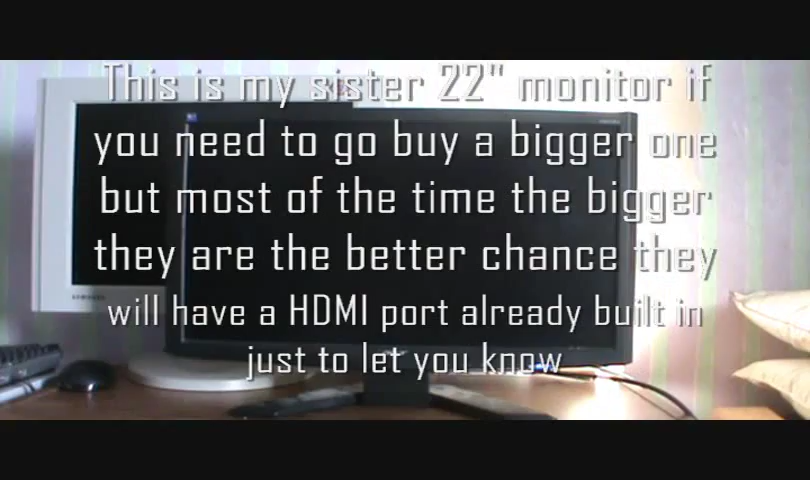 This is my sister 22" monitor if
you need to go buy a bigger one
but most of the time the bigger
they are the better chance they
will have a HDMI port already built in
just to let you know
SAMSUNG